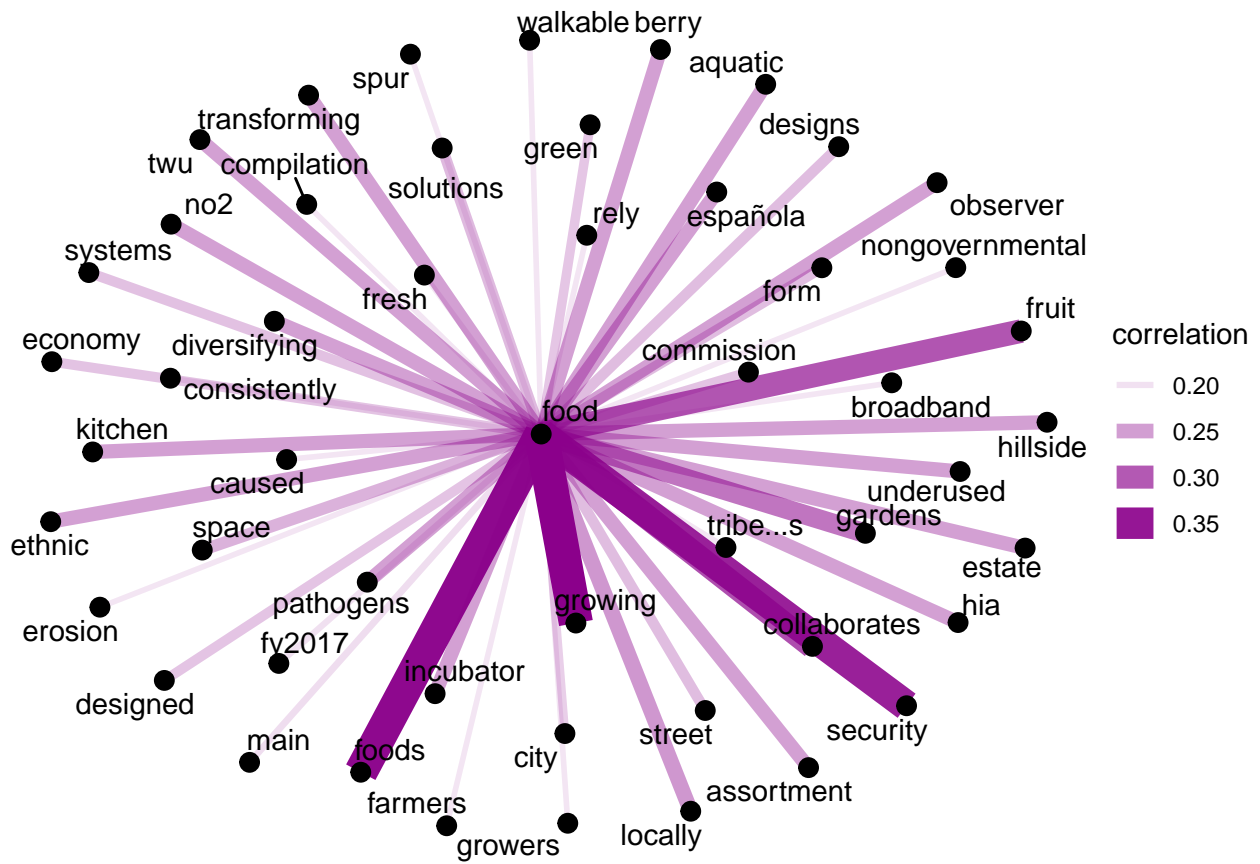 walkable berry
spur
aquatic
transforming
designs
twu
compilation
green
solutions
no2
rely
española
observer
systems
nongovernmental
fresh
form
fruit
economy
diversifying
commission
correlation
consistently
0.20
food
broadband
kitchen
0.25
hillside
caused
0.30
underused
ethnic
space
tribe...s
gardens
0.35
estate
erosion
pathogens
growing
hia
collaborates
fy2017
designed
incubator
main
foods
city
street
security
farmers
assortment
growers
locally